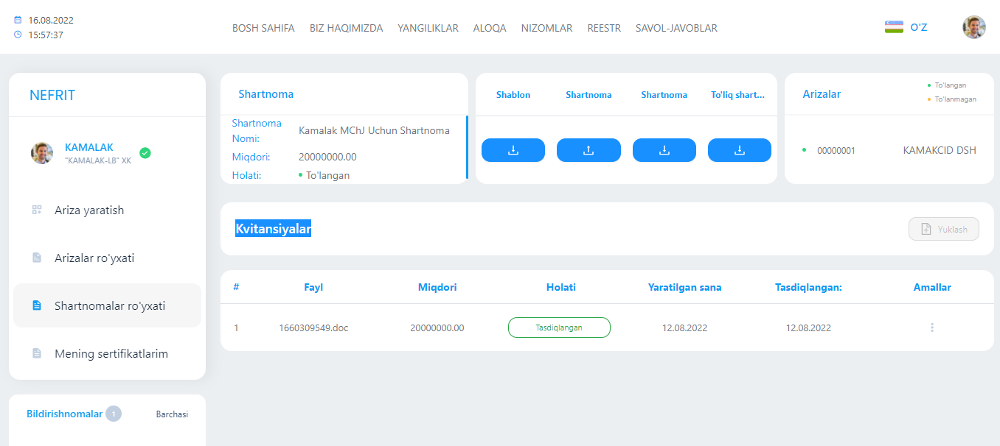 16.08.2022
15:57:37
BOSH SAHIFA BIZ HAQIMIZDA YANGILIKLAR ALOQA NIZOMLAR REESTR SAVOL-JAVOBLAR
O'Z
NEFRIT
KAMALAK
"KAMALAK-LB" XK
Ariza yaratish
Arizalar ro'yxati
Shartnomalar ro'yxati
Mening sertifikatlarim
Bildirishnomalar 1 Barchasi
Shartnoma
Shartnoma Nomi: Kamalak MChJ Uchun Shartnoma
Miqdori: 20000000.00
Holati: To'langan
Shablon Shartnoma Shartnoma To'liq shart...
Arizalar
To'langan
To'lanmagan
00000001 KAMAKCID DSH
Kvitansiyalar
Yuklash
# Fayl Miqdori Holati Yaratilgan sana Tasdiqlangan: Amallar
1 1660309549.doc 20000000.00 Tasdiqlangan 12.08.2022 12.08.2022